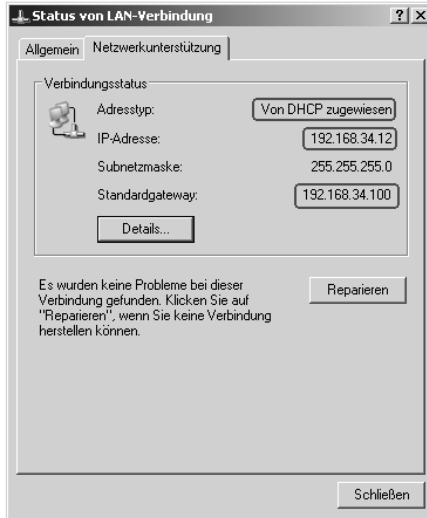 Status von LAN-Verbindung
Allgemein Netzwerkunterstützung
Verbindungsstatus
Adresstyp: Von DHCP zugewiesen
IP-Adresse: 192.168.34.12
Subnetzmaske: 255.255.255.0
Standardgateway: 192.168.34.100
Details...
Es wurden keine Probleme bei dieser
Verbindung gefunden. Klicken Sie auf
"Reparieren", wenn Sie keine Verbindung
herstellen können.
Reparieren
Schließen